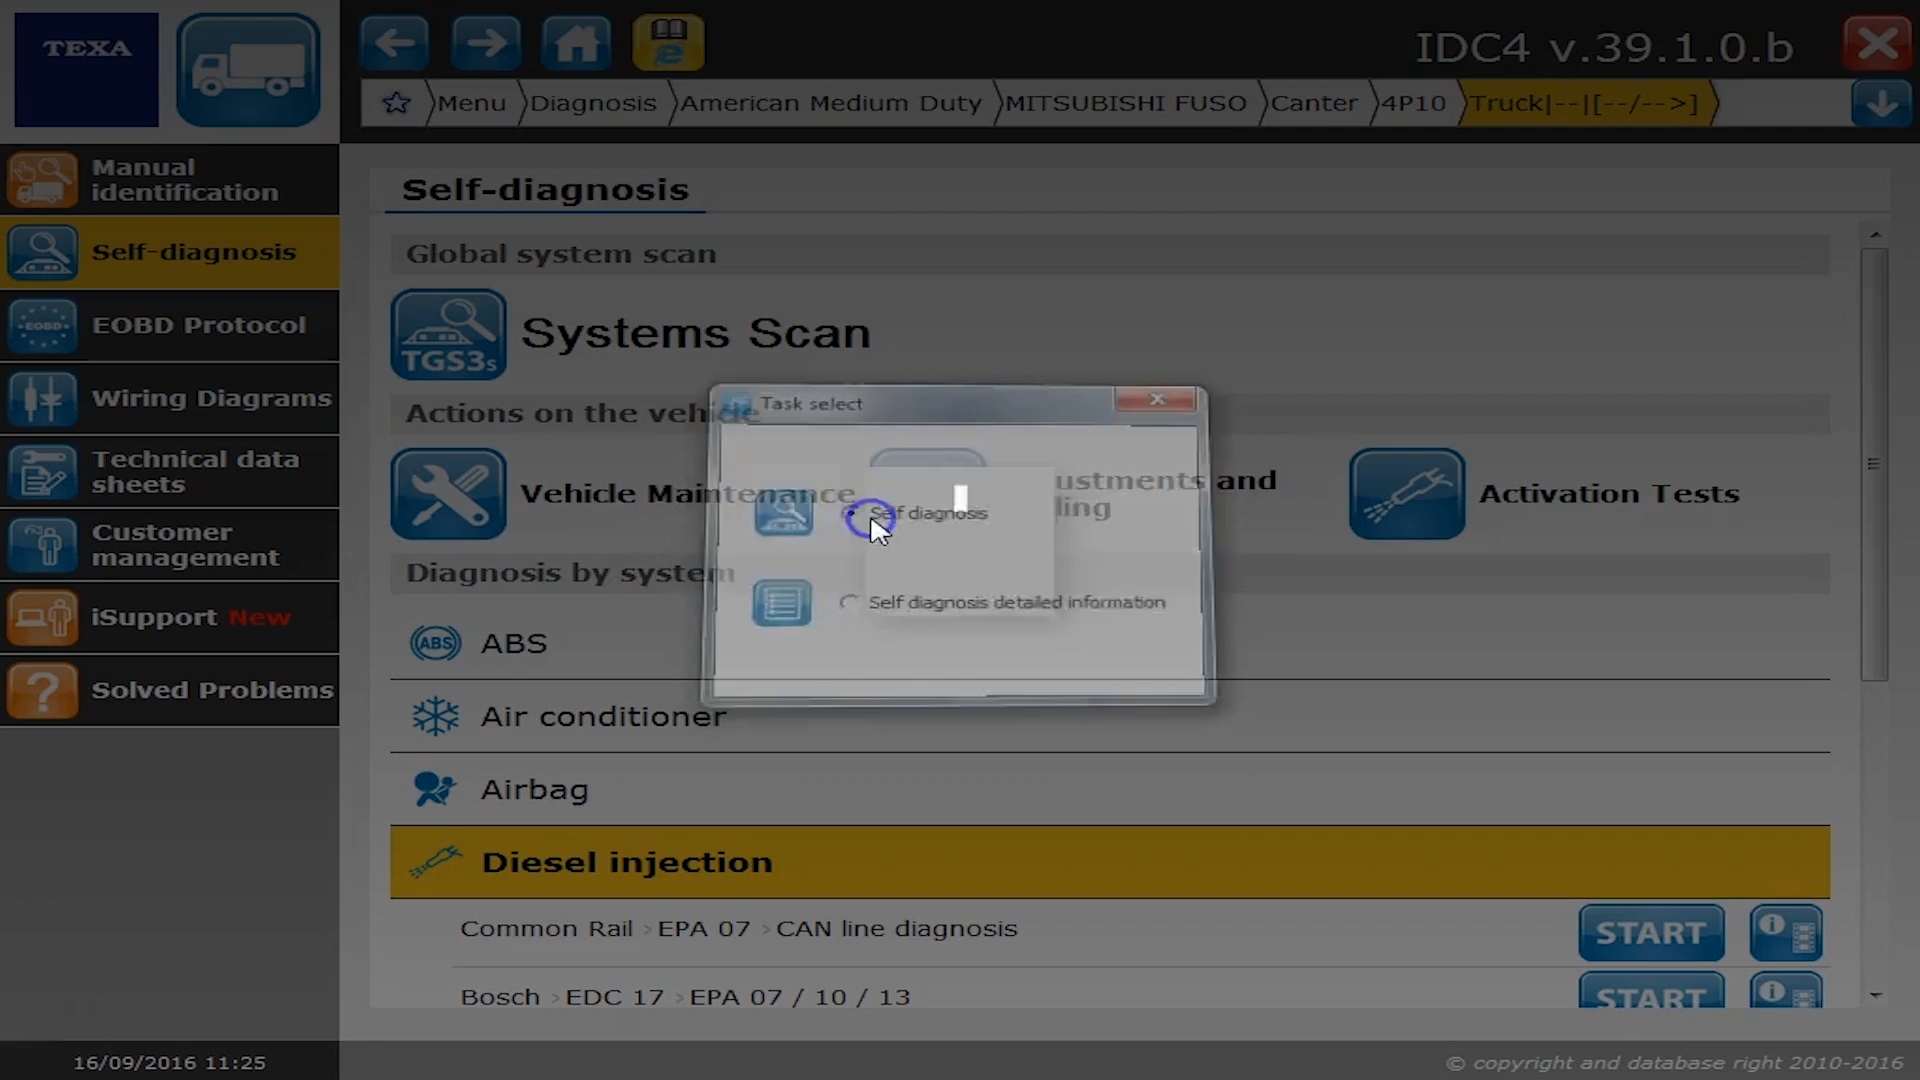 TEXA
IDC4 v.39.1.0.b
Menu Diagnosis American Medium Duty MITSUBISHI FUSO Canter 4P10 Truck|--|[--/-->]
Manual
identification
Self-diagnosis
EOBD
EOBD Protocol
Wiring Diagrams
Technical data
sheets
Customer
management
iSupport New
Solved Problems
Self-diagnosis
Global system scan
TGS3s
Systems Scan
Actions on the vehicle
Vehicle Maintenance
ustments and
ling
Activation Tests
Task select
Self diagnosis
Self diagnosis detailed information
Diagnosis by system
ABS
ABS
Air conditioner
Airbag
Diesel injection
Common Rail > EPA 07 > CAN line diagnosis
START
Bosch > EDC 17 > EPA 07 / 10 / 13
START
16/09/2016 11:25
© copyright and database right 2010-2016